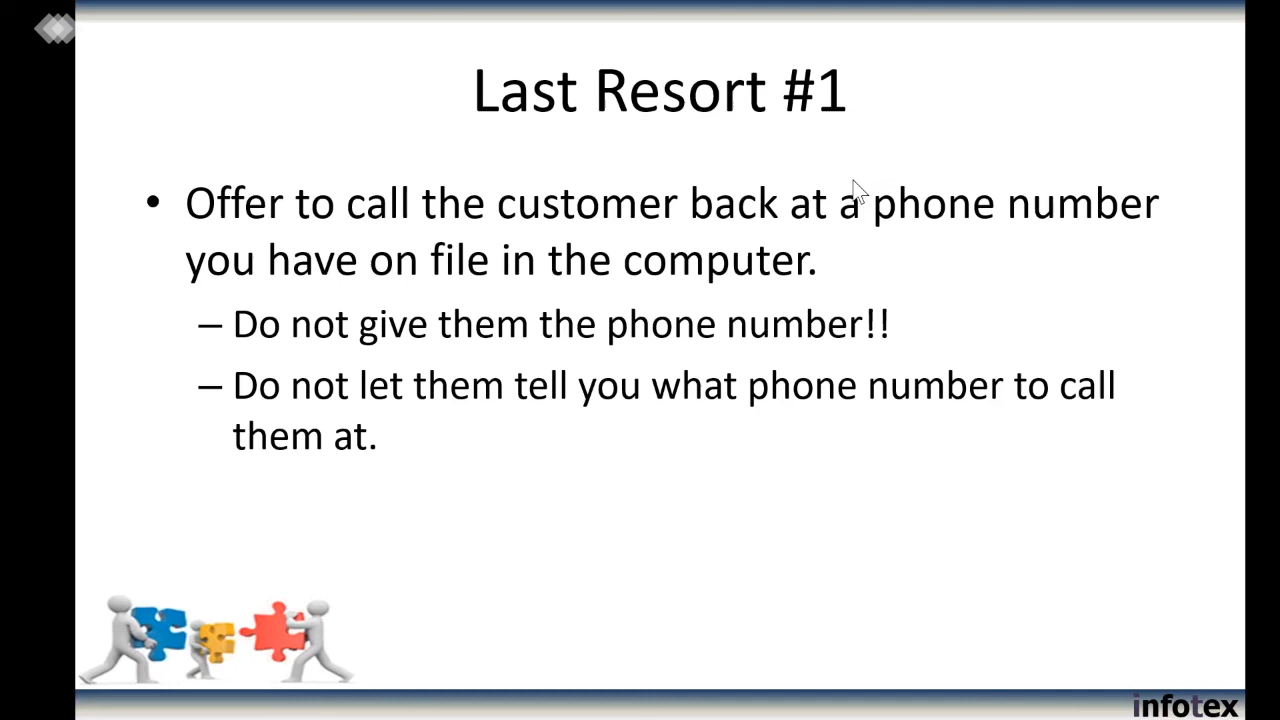 Last Resort #1
• Offer to call the customer back at a phone number
you have on file in the computer.
– Do not give them the phone number!!
– Do not let them tell you what phone number to call
them at.
infotex